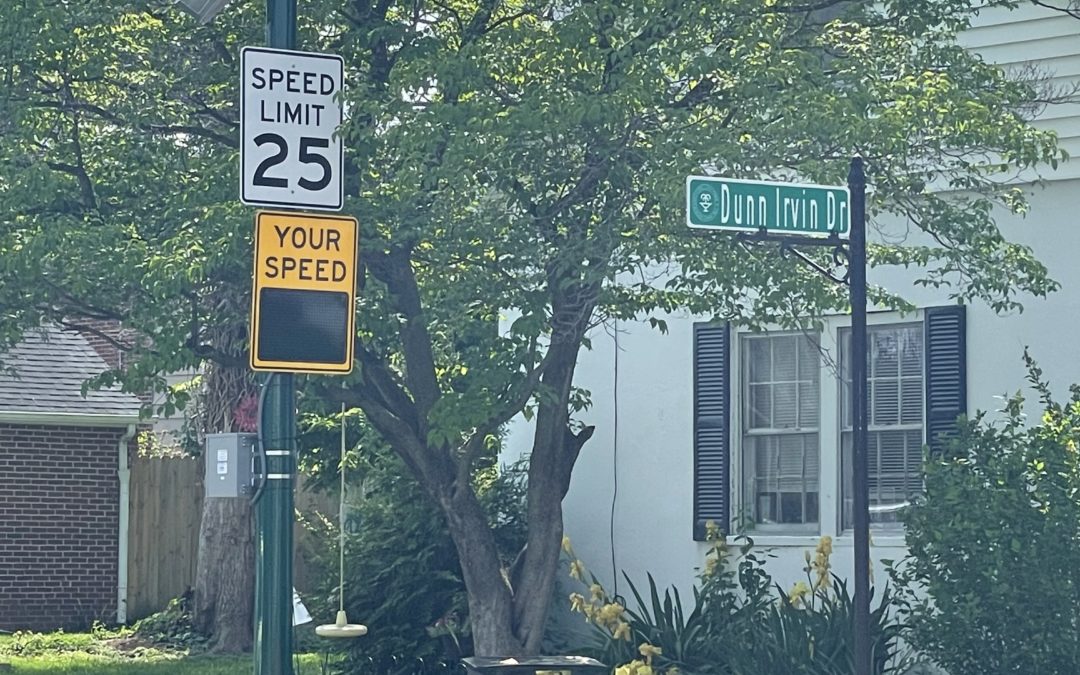 SPEED
LIMIT
25
YOUR
SPEED
Dunn Irvin Dr